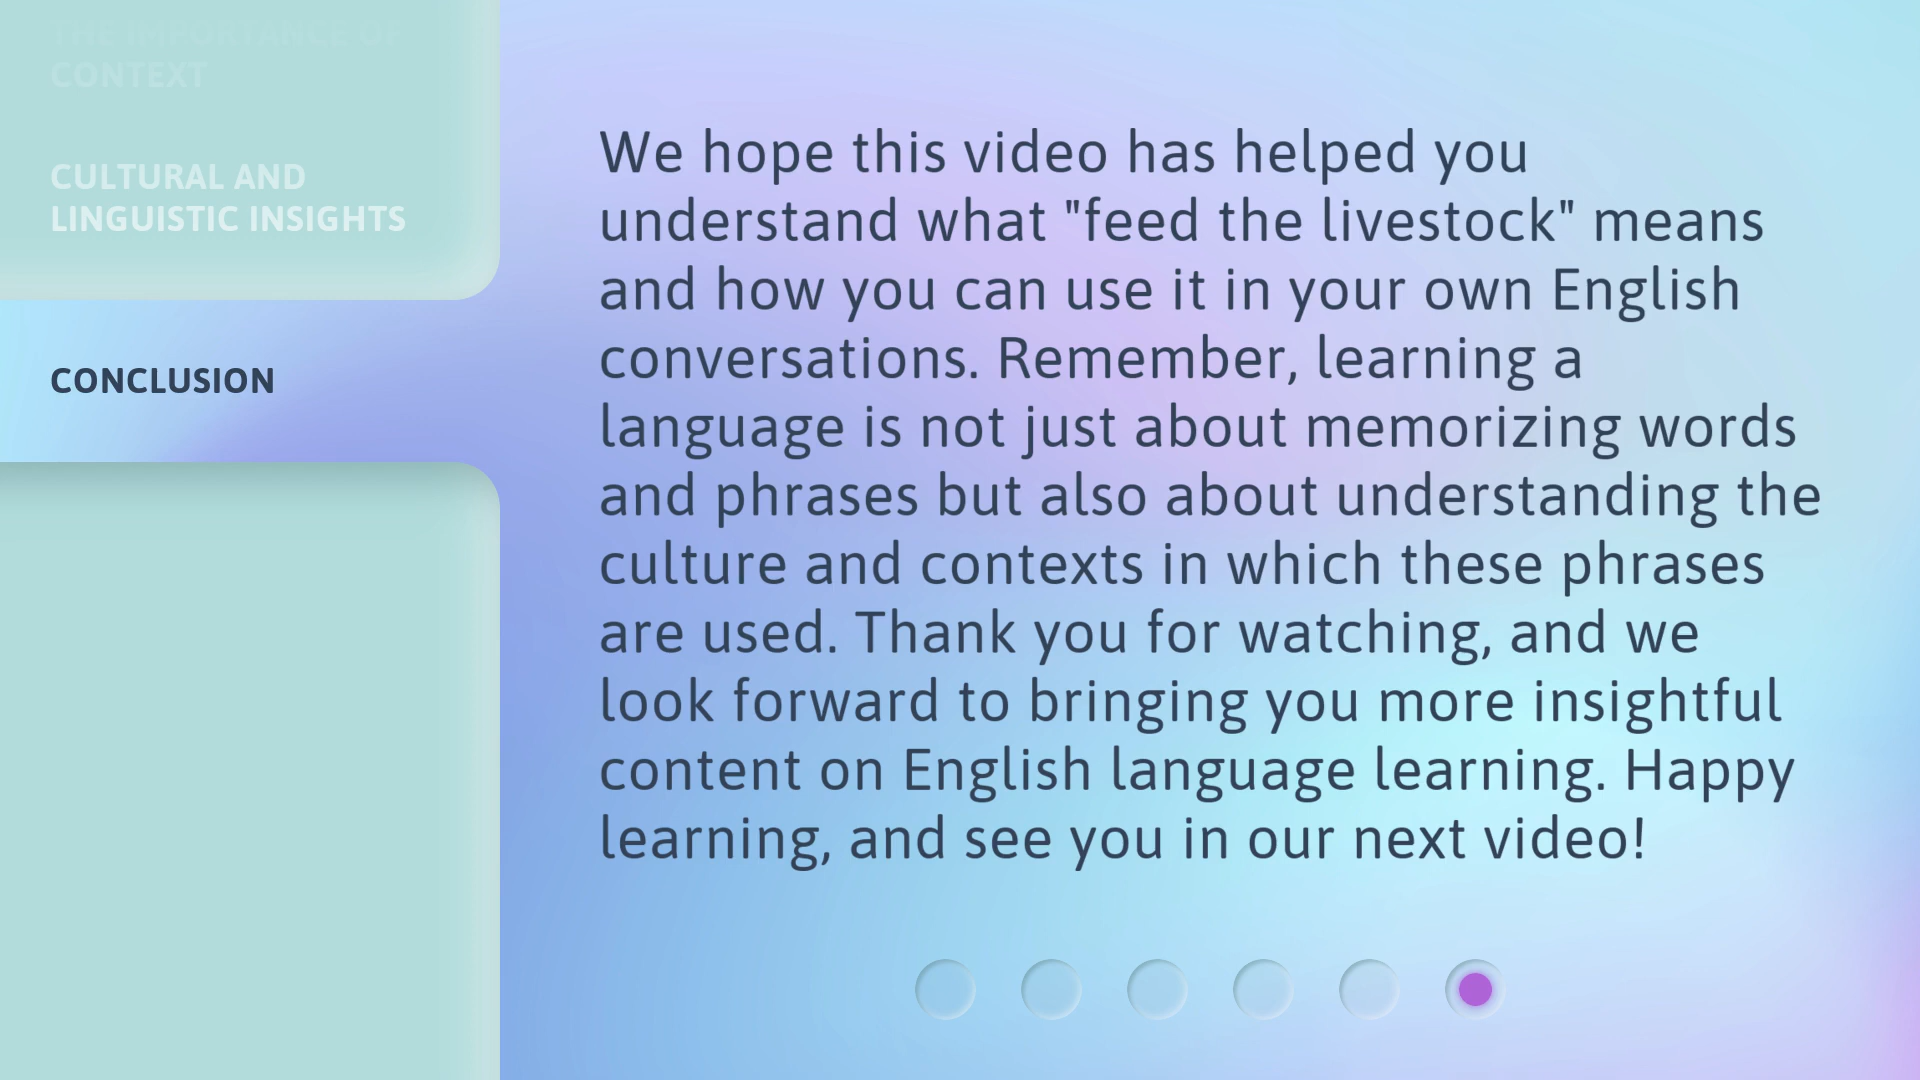 THE IMPORTANCE OF
CONTEXT
CULTURAL AND
LINGUISTIC INSIGHTS
CONCLUSION
We hope this video has helped you
understand what "feed the livestock" means
and how you can use it in your own English
conversations. Remember, learning a
language is not just about memorizing words
and phrases but also about understanding the
culture and contexts in which these phrases
are used. Thank you for watching, and we
look forward to bringing you more insightful
content on English language learning. Happy
learning, and see you in our next video!